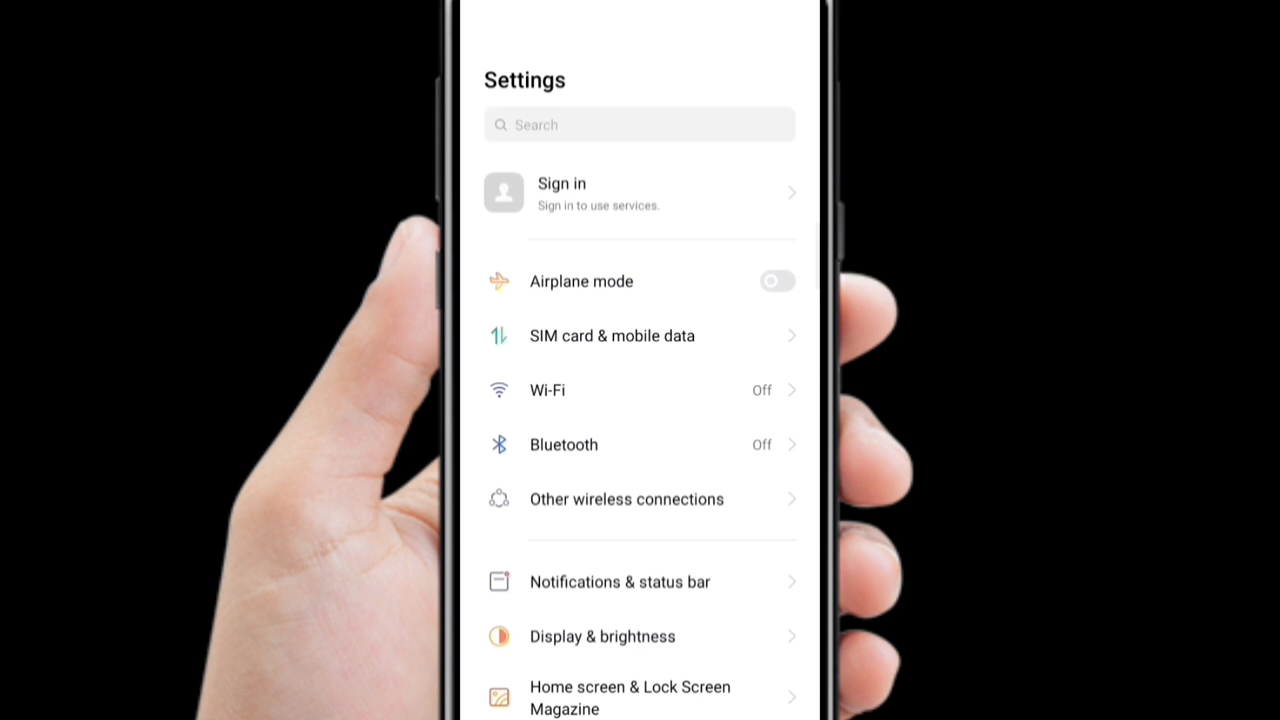 Settings
Search
Sign in
Sign in to use services.
Airplane mode
SIM card & mobile data
Wi-Fi Off
Bluetooth Off
Other wireless connections
Notifications & status bar
Display & brightness
Home screen & Lock Screen
Magazine